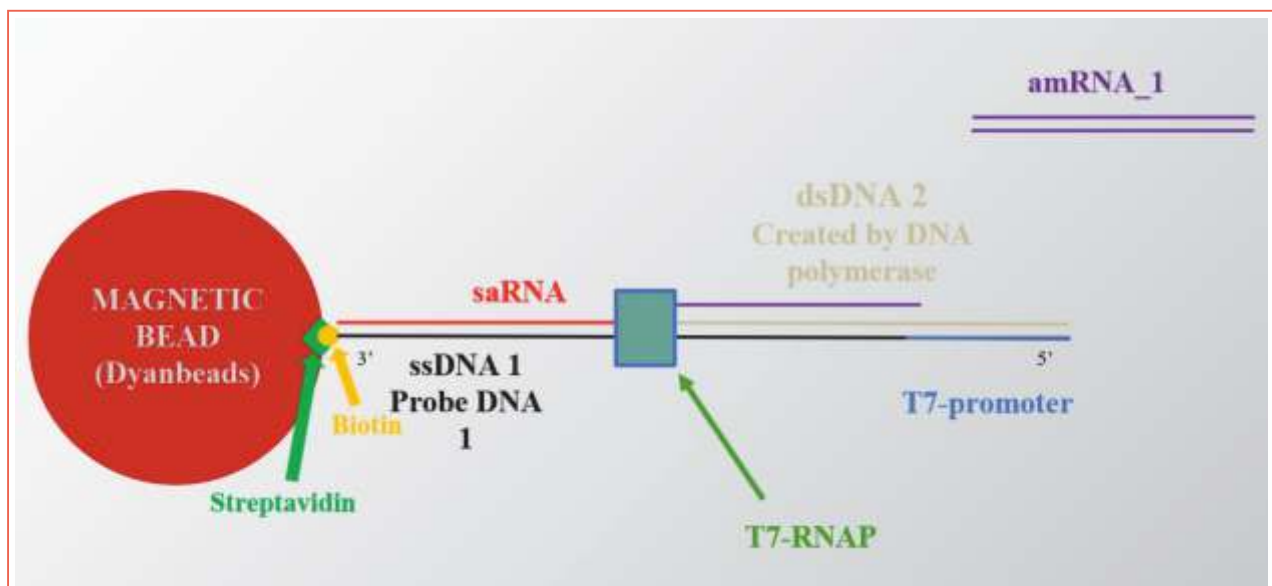 amRNA_1
dsDNA 2
Created by DNA
polymerase
MAGNETIC
BEAD
(Dyanbeads)
saRNA
3'
ssDNA 1
Probe DNA
1
5'
Biotin
T7-promoter
Streptavidin
T7-RNAP